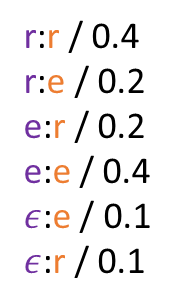 r:r / 0.4
r:e / 0.2
e:r / 0.2
e:e / 0.4
ϵ:e / 0.1
ϵ:r / 0.1